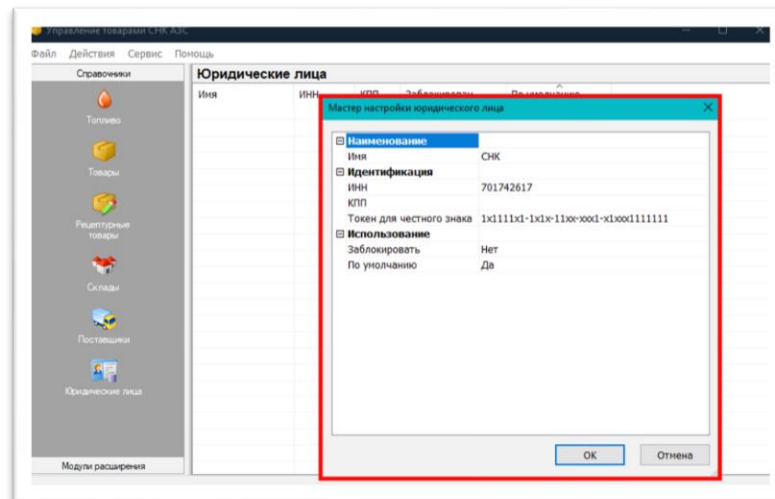 Управление товарами СНК АЗС
Файл Действия Сервис Помощь
Справочники
Топливо
Товары
Рецептурные
товары
Склады
Поставщики
Юридические лица
Модули расширения
Юридические лица
Имя ИНН КПП Заблокирован По умолчанию
Мастер настройки юридического лица
Наименование
Имя СНК
Идентификация
ИНН 701742617
КПП
Токен для честного знака 1x1111x1-1x1x-11xx-xxx1-x1xxx1111111
Использование
Заблокировать Нет
По умолчанию Да
ОК Отмена